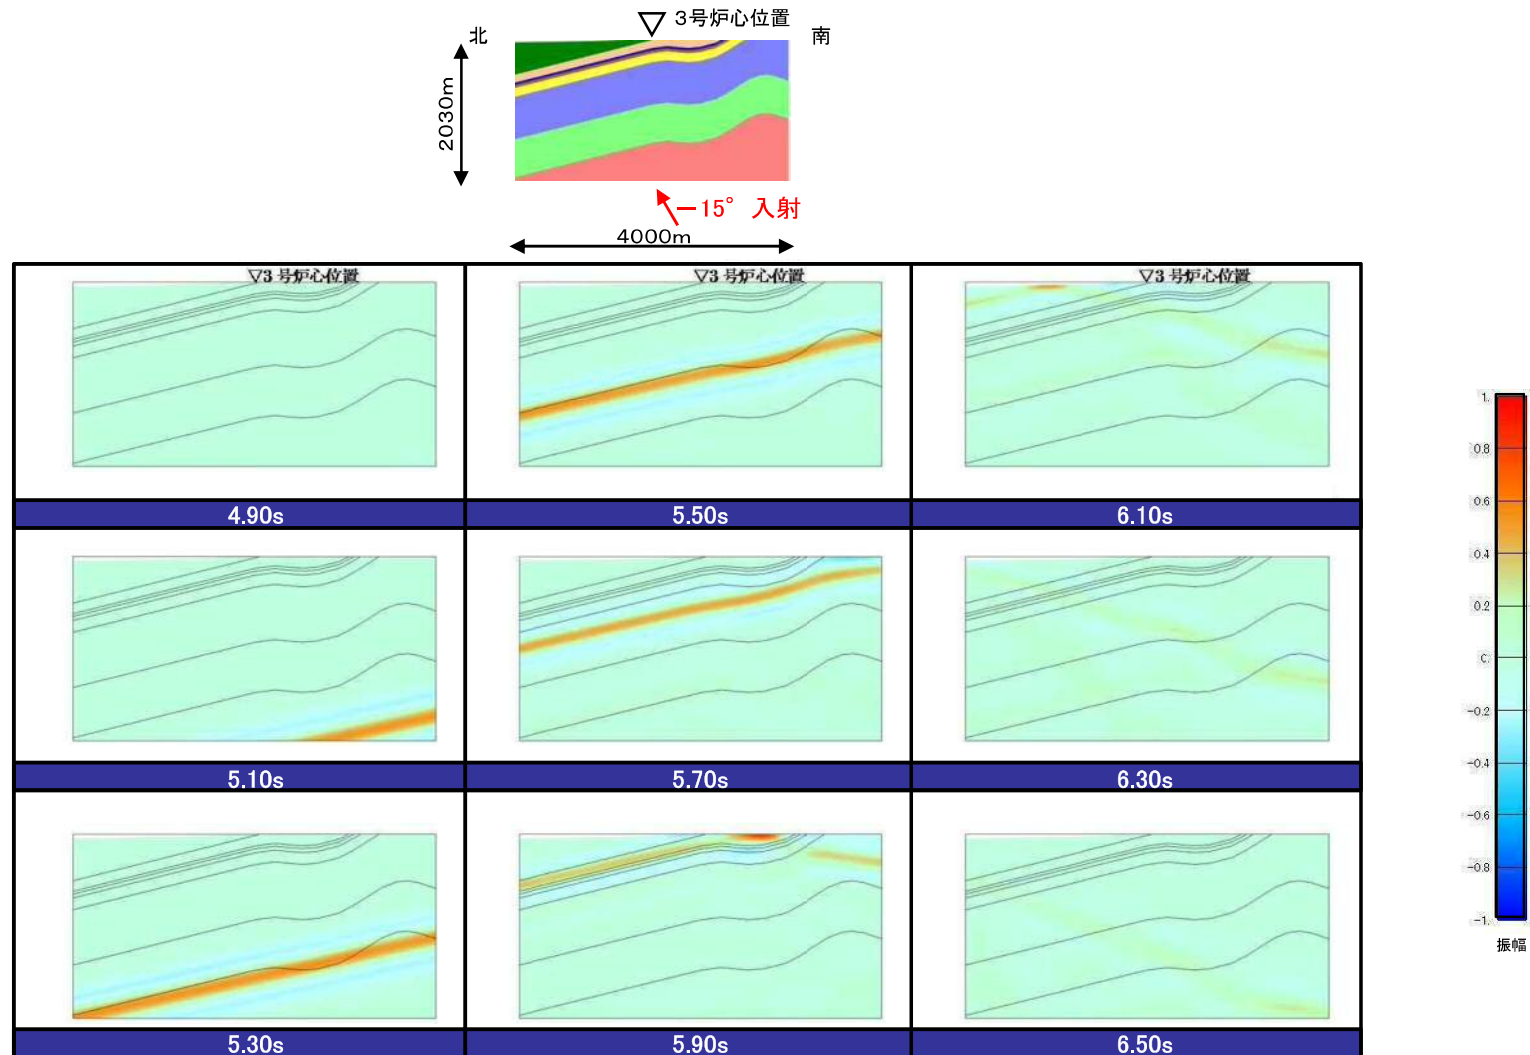 3号炉心位置
北
南
2030m
－15° 入射
4000m
▽3 号炉心位置
▽3 号炉心位置
▽3 号炉心位置
4.90s
5.50s
6.10s
5.10s
5.70s
6.30s
5.30s
5.90s
6.50s
1.
0.8
0.6
0.4
0.2
C.
-0.2
-0.4
-0.6
-0.8
-1.
振幅